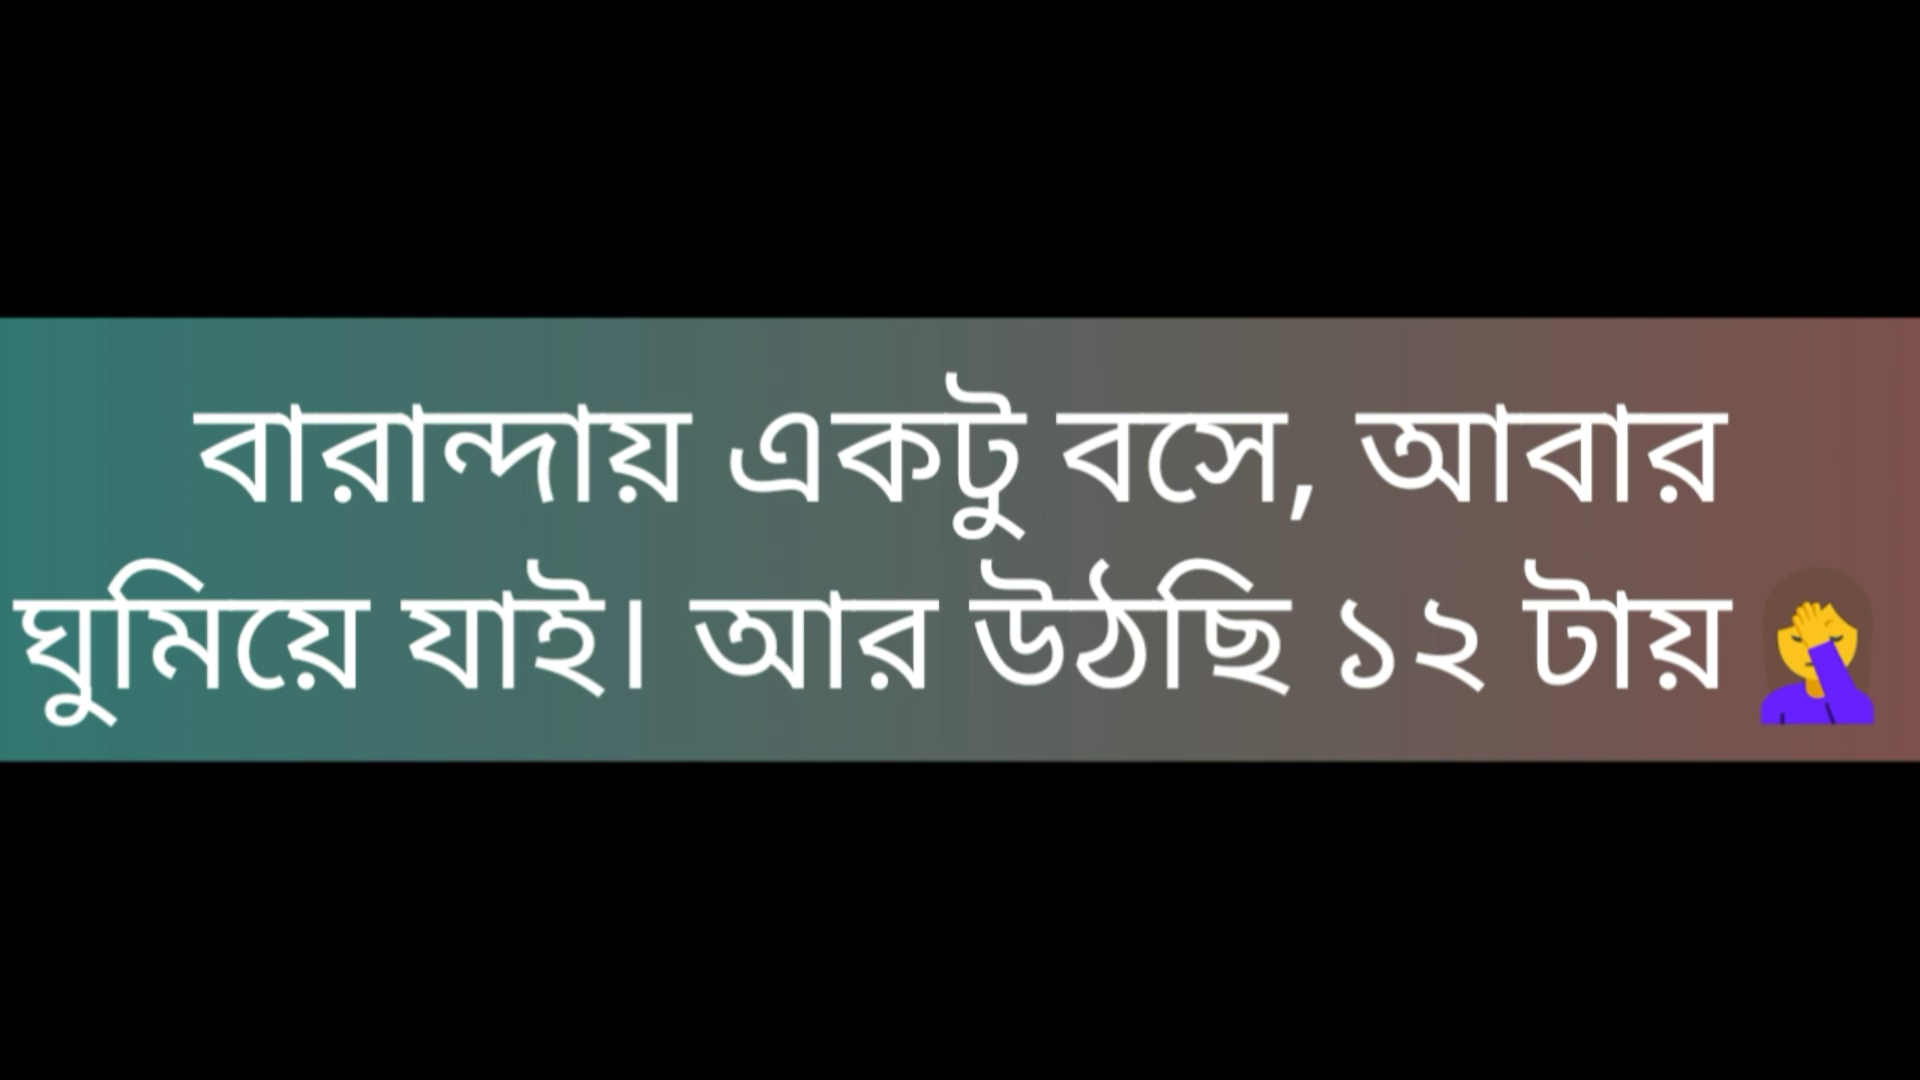 বারান্দায় একটু বসে, আবার
ঘুমিয়ে যাই। আর উঠছি ১২ টায়🤦‍♀️